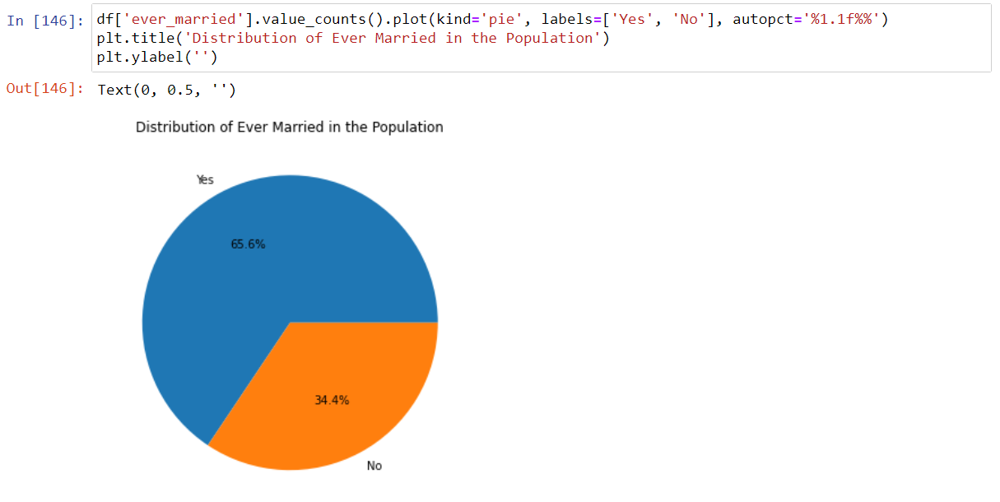 In [146]: df['ever_married'].value_counts().plot(kind='pie', labels=['Yes', 'No'], autopct='%1.1f%%')
plt.title('Distribution of Ever Married in the Population')
plt.ylabel('')
Out[146]: Text(0, 0.5, '')
Distribution of Ever Married in the Population
Yes
65.6%
34.4%
No